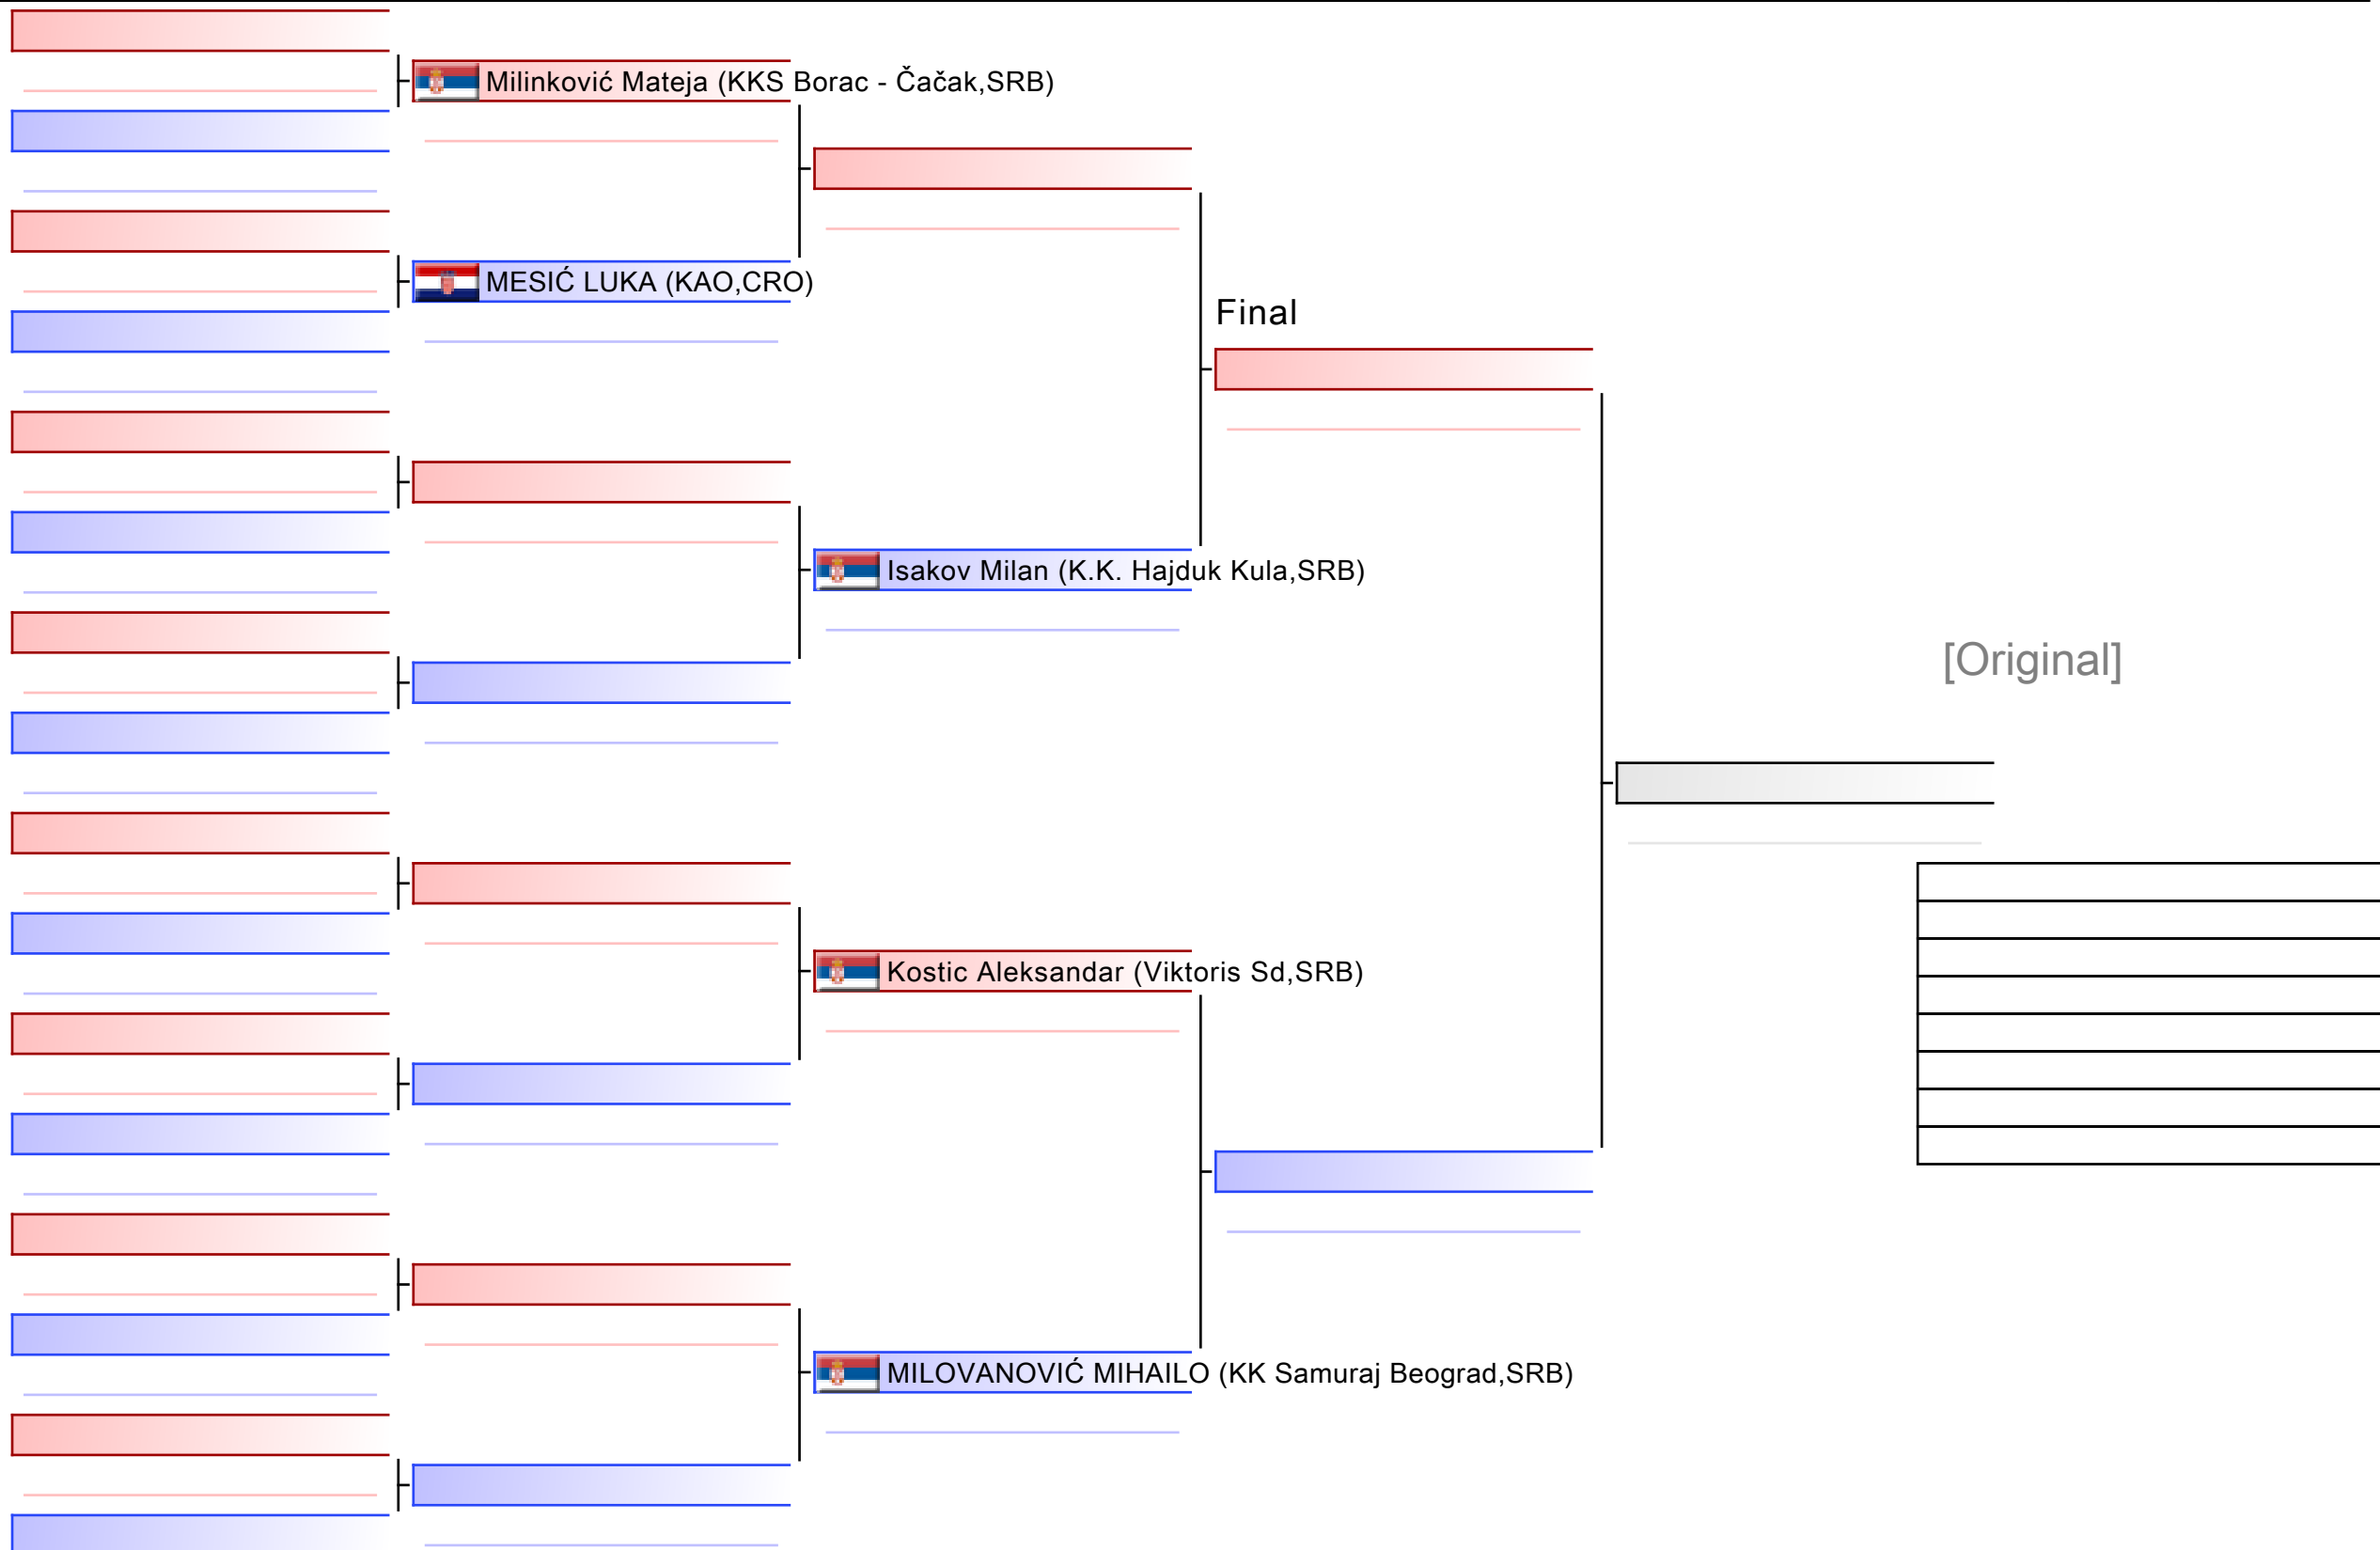 Milinković Mateja (KKS Borac - Čačak,SRB)
MESIĆ LUKA (KAO,CRO)
Final
Isakov Milan (K.K. Hajduk Kula,SRB)
[Original]
Kostic Aleksandar (Viktoris Sd,SRB)
MILOVANOVIĆ MIHAILO (KK Samuraj Beograd,SRB)